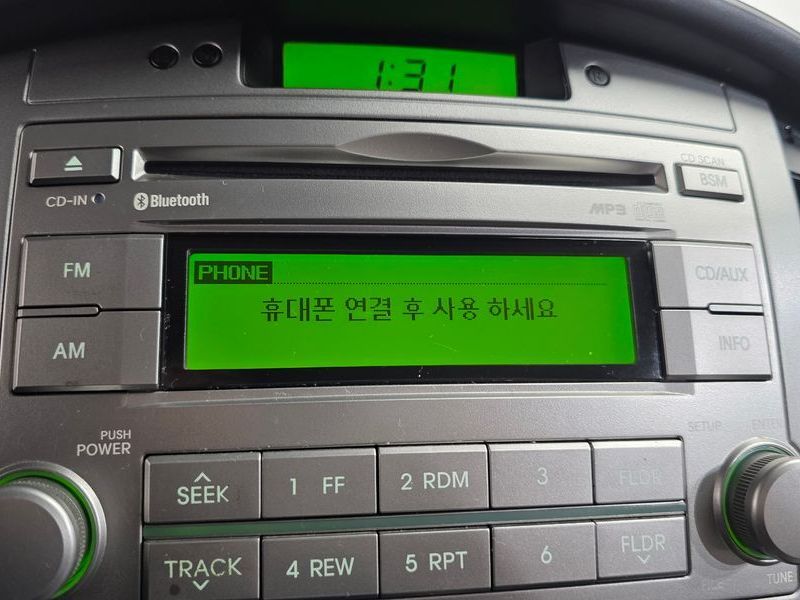 1:31
CD SCAN
BSM
CD-IN
Bluetooth
MP3
FM
PHONE
CD/AUX
휴대폰 연결 후 사용 하세요
AM
INFO
PUSH
POWER
SETUP
ENTER
SEEK
1 FF
2 RDM
3
FLDR
TRACK
4 REW
5 RPT
6
FLDR
FILE
TUNE